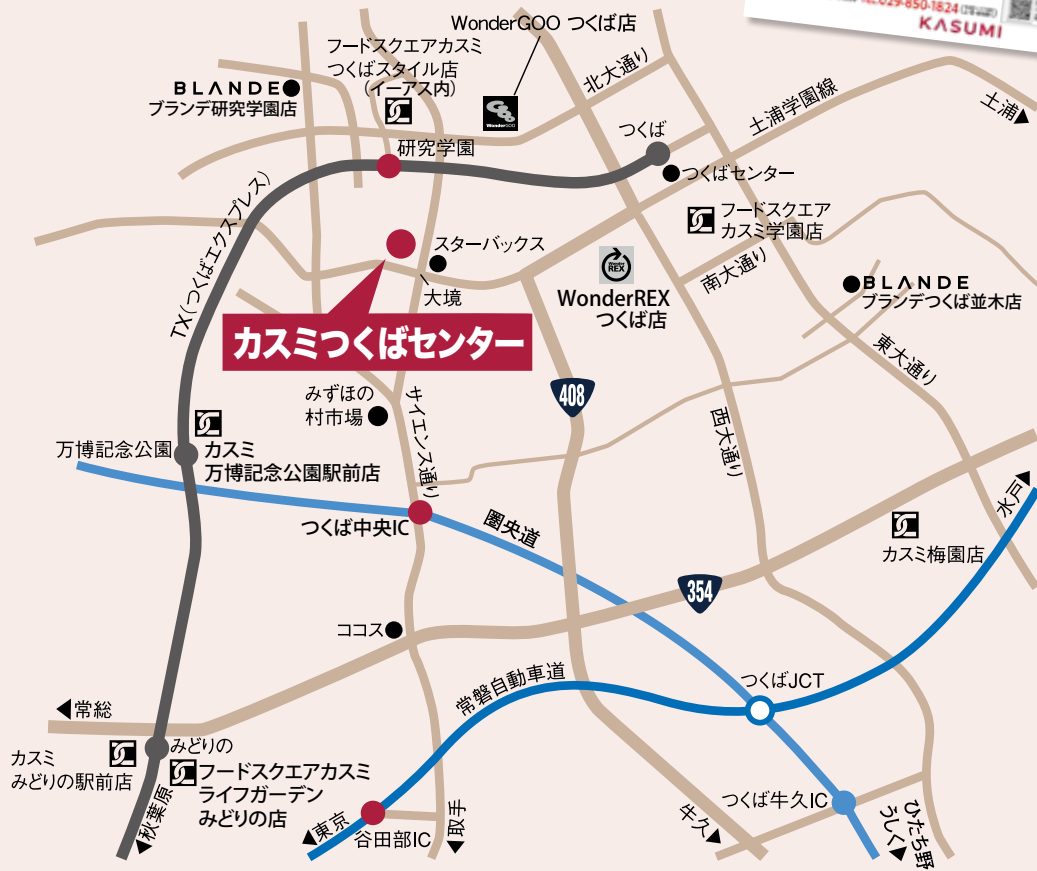 TEL.029-850-1824
KASUMI
WonderGOO つくば店
フードスクエアカスミ
つくばスタイル店
（イーアス内）
BLANDE
ブランデ研究学園店
WonderGOO
北大通り
土浦学園線
土浦▶
つくば
つくばセンター
研究学園
TX（つくばエクスプレス）
フードスクエア
カスミ学園店
スターバックス
大境
Wonder
REX
WonderREX
つくば店
南大通り
BLANDE
ブランデつくば並木店
カスミつくばセンター
東大通り
みずほの
村市場
サイエンス通り
408
西大通り
万博記念公園
カスミ
万博記念公園駅前店
つくば中央IC
圏央道
水戸▶
カスミ梅園店
354
ココス
常磐自動車道
つくばJCT
◀常総
カスミ
みどりの駅前店
みどりの
フードスクエアカスミ
ライフガーデン
みどりの店
◀秋葉原
◀東京
谷田部IC
◀取手
牛久▶
つくば牛久IC
ひたち野
うしく▶